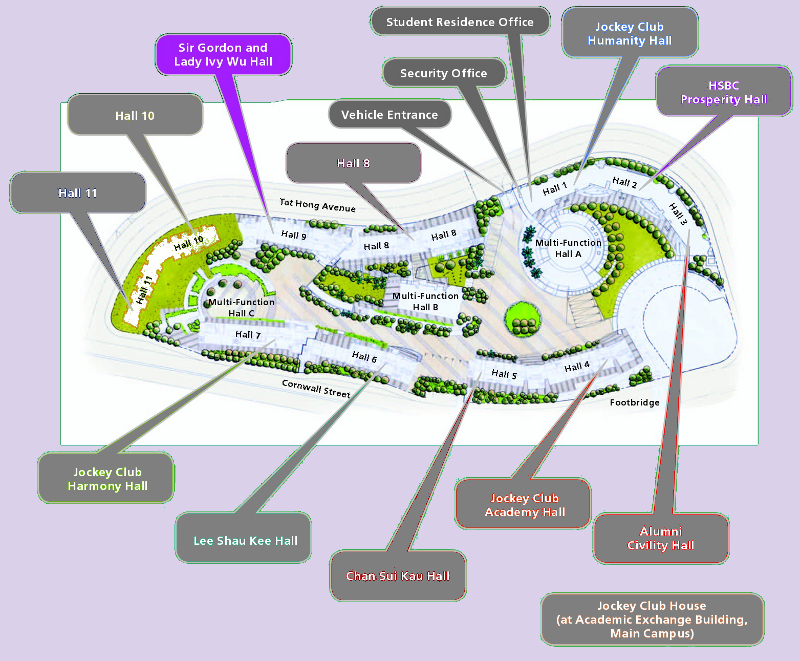 Student Residence Office
Jockey Club
Humanity Hall
Sir Gordon and
Lady Ivy Wu Hall
Security Office
HSBC
Prosperity Hall
Hall 10
Vehicle Entrance
Hall 8
Hall 11
Tat Hong Avenue
Hall 1
Hall 2
Hall 3
Hall 9
Hall 8
Hall 8
Hall 10
Hall 11
Multi-Function
Hall A
Multi-Function
Hall B
Multi-Function
Hall C
Hall 7
Hall 6
Hall 5
Hall 4
Cornwall Street
Footbridge
Jockey Club
Harmony Hall
Jockey Club
Academy Hall
Lee Shau Kee Hall
Alumni
Civility Hall
Chan Sui Kau Hall
Jockey Club House
(at Academic Exchange Building,
Main Campus)